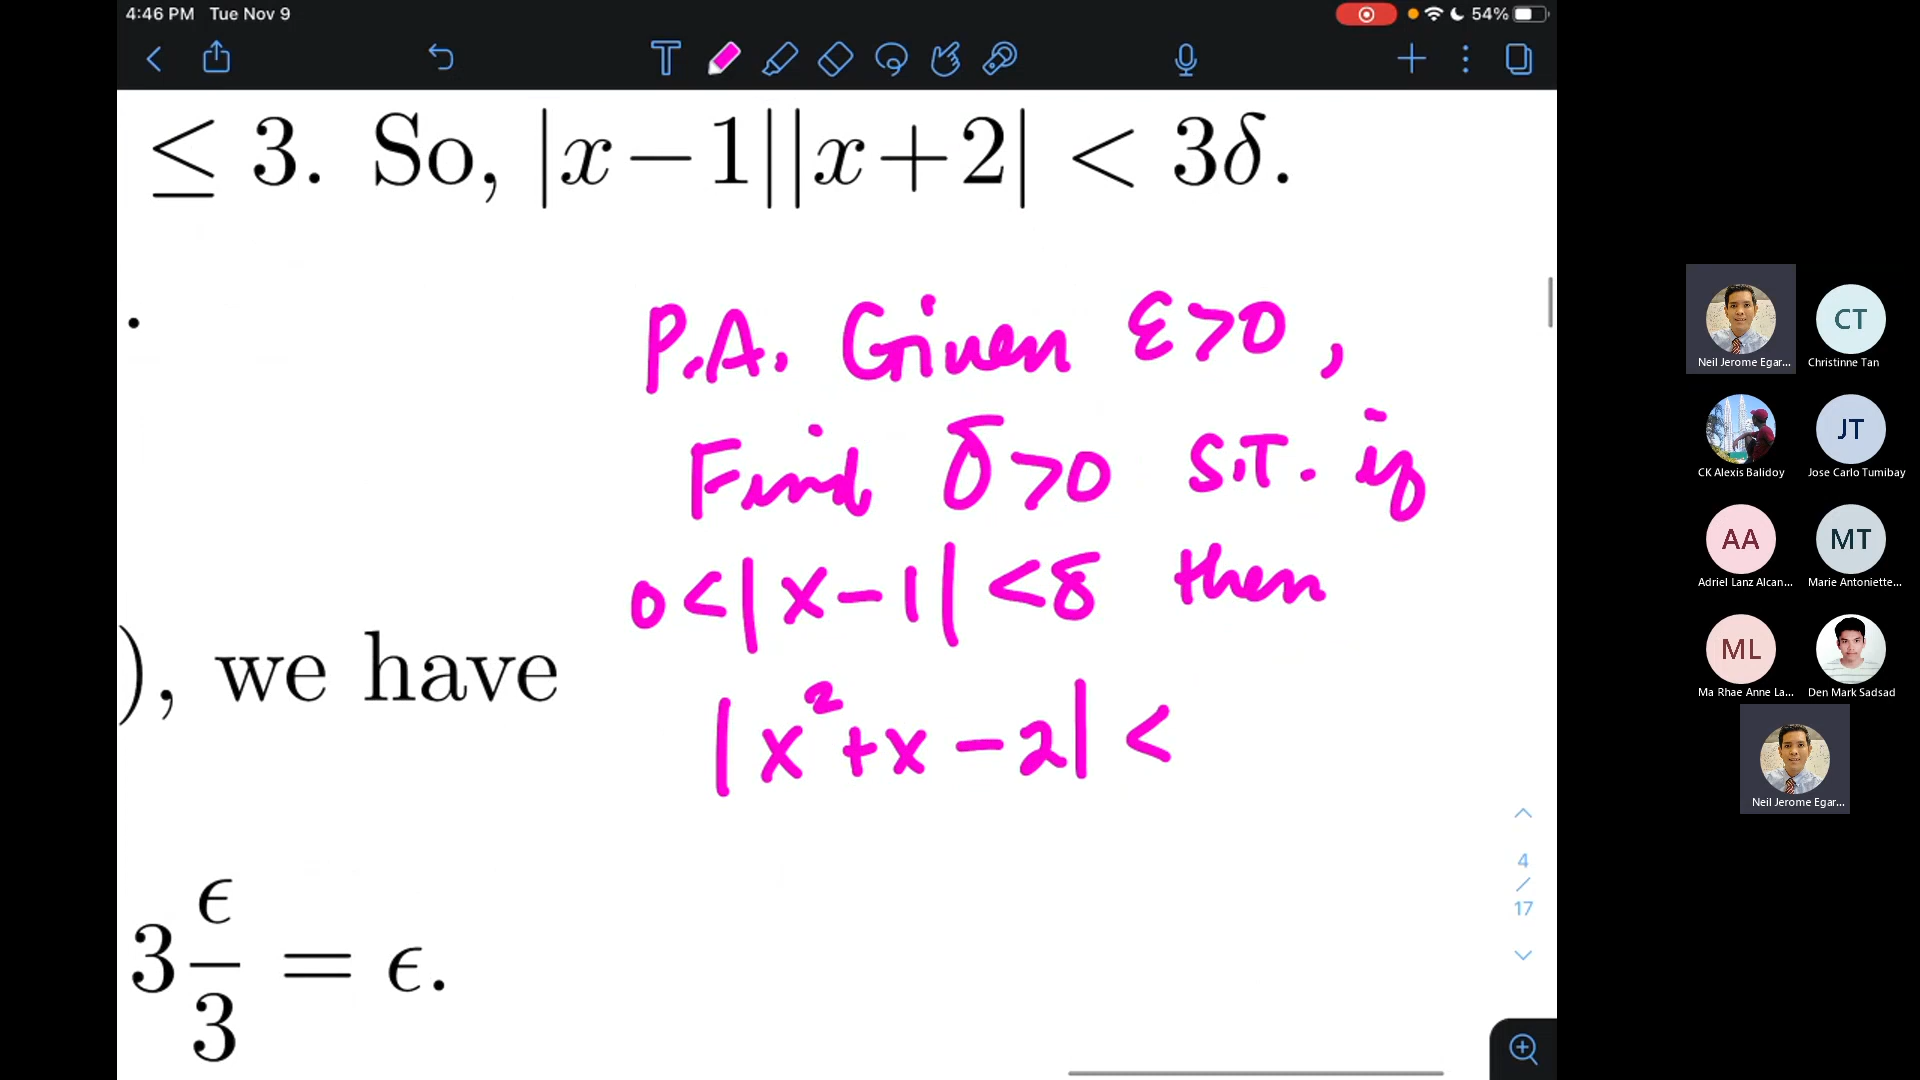 4:46 PM Tue Nov 9
54%
≤ 3. So, |x−1||x+2| < 3δ.
P.A. Given ε>0,
.
Find δ>0 S.T. if
0<|x−1|<δ then
), we have
|x²+x−2|<
3 ϵ/3 = ϵ.
4
/
17
Neil Jerome Egar...
CT
Christinne Tan
CK Alexis Balidoy
JT
Jose Carlo Tumibay
AA
Adriel Lanz Alcan...
MT
Marie Antoniette...
ML
Ma Rhae Anne La...
Den Mark Sadsad
Neil Jerome Egar...